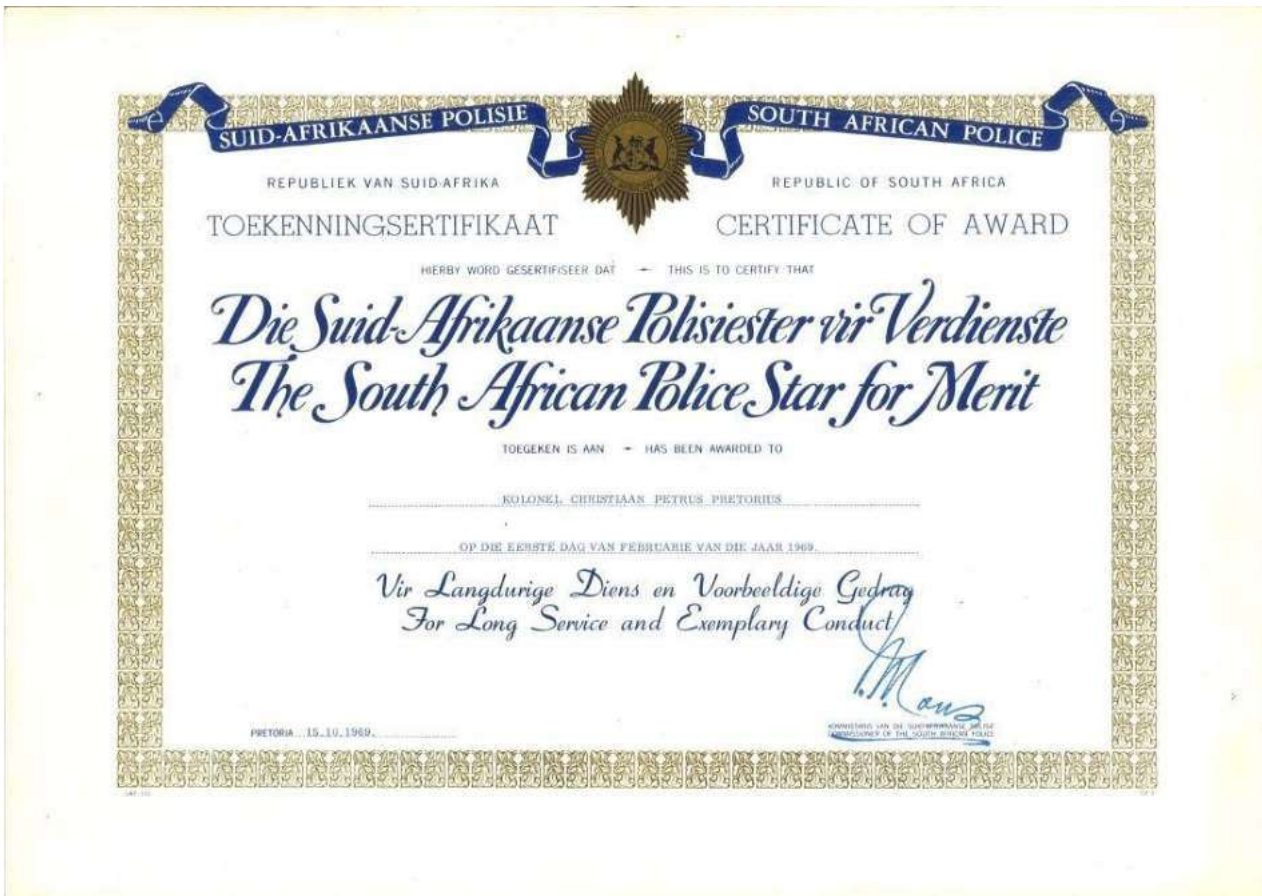 SUID-AFRIKAANSE POLISIE
SOUTH AFRICAN POLICE
REPUBLIEK VAN SUID-AFRIKA
REPUBLIC OF SOUTH AFRICA
TOEKENNINGSERTIFIKAAT
CERTIFICATE OF AWARD
HIERBY WORD GESERTIFISEER DAT - THIS IS TO CERTIFY THAT
Die Suid-Afrikaanse Polisiester vir Verdienste
The South African Police Star for Merit
TOEGEKEN IS AAN - HAS BEEN AWARDED TO
KOLONEL CHRISTIAAN PETRUS PRETORIUS
OP DIE EERSTE DAG VAN FEBRUARIE VAN DIE JAAR 1969.
Vir Langdurige Diens en Voorbeeldige Gedrag
For Long Service and Exemplary Conduct
PRETORIA 15.10.1969.
KOMMISSARIS VAN DIE SUID-AFRIKAANSE POLISIE
COMMISSIONER OF THE SOUTH AFRICAN POLICE